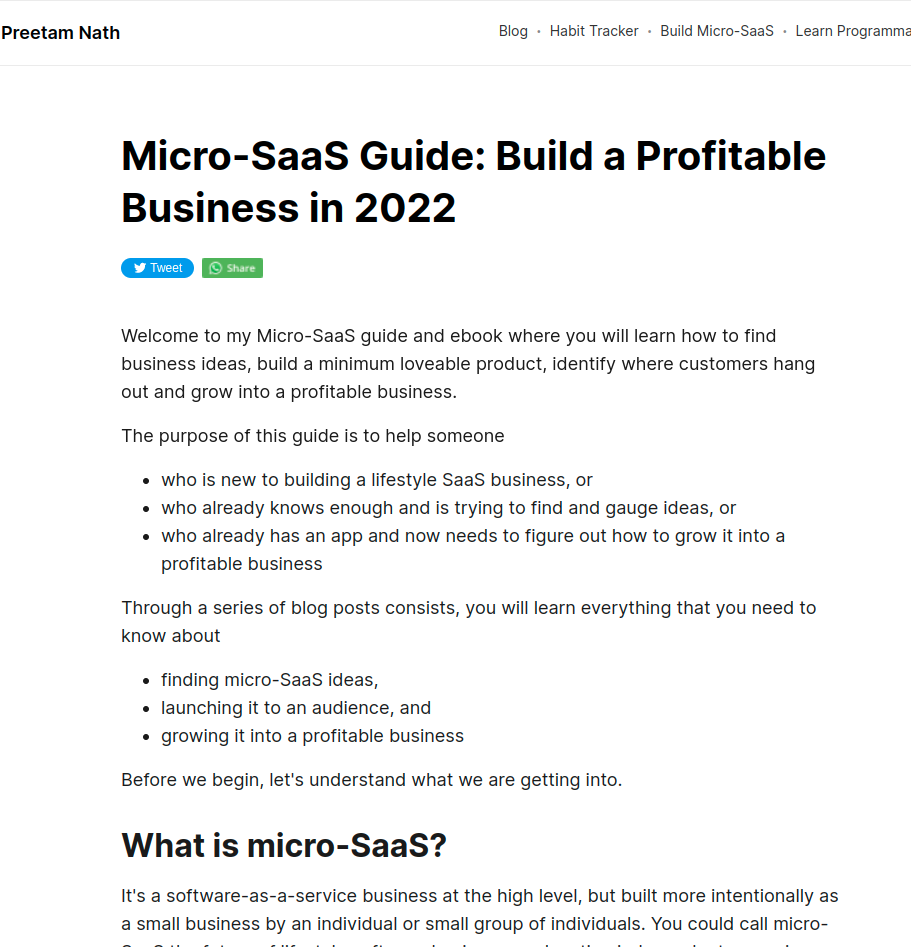 Preetam Nath
Blog • Habit Tracker • Build Micro-SaaS • Learn Programma
Micro-SaaS Guide: Build a Profitable
Business in 2022
Tweet Share
Welcome to my Micro-SaaS guide and ebook where you will learn how to find
business ideas, build a minimum loveable product, identify where customers hang
out and grow into a profitable business.
The purpose of this guide is to help someone
• who is new to building a lifestyle SaaS business, or
• who already knows enough and is trying to find and gauge ideas, or
• who already has an app and now needs to figure out how to grow it into a
profitable business
Through a series of blog posts consists, you will learn everything that you need to
know about
• finding micro-SaaS ideas,
• launching it to an audience, and
• growing it into a profitable business
Before we begin, let's understand what we are getting into.
What is micro-SaaS?
It's a software-as-a-service business at the high level, but built more intentionally as
a small business by an individual or small group of individuals. You could call micro-